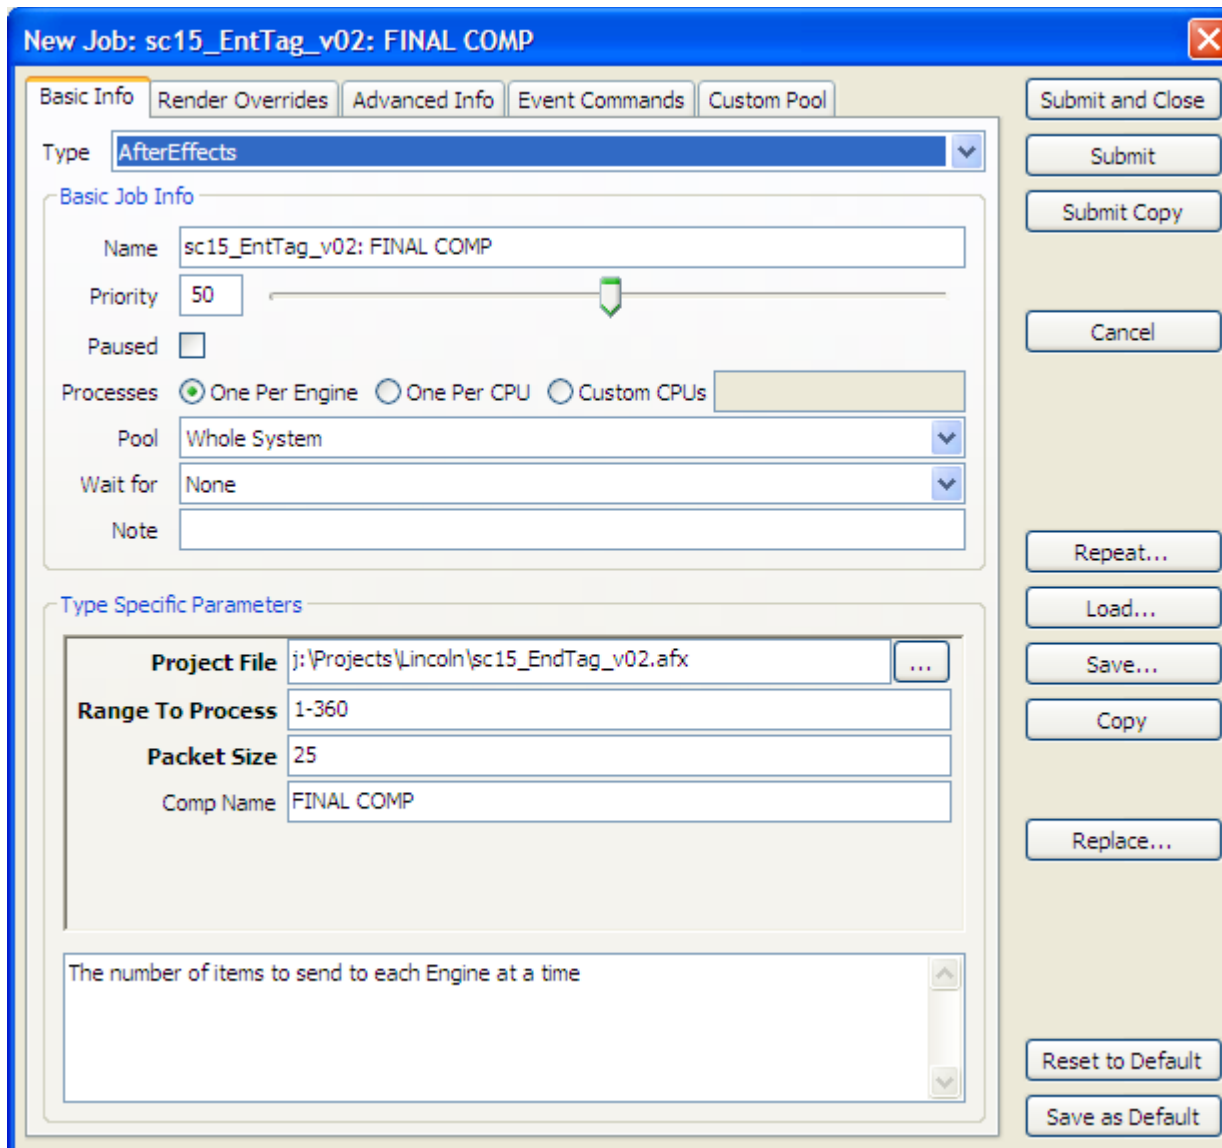 New Job: sc15_EntTag_v02: FINAL COMP
Basic Info Render Overrides Advanced Info Event Commands Custom Pool
Type AfterEffects
Basic Job Info
Name sc15_EntTag_v02: FINAL COMP
Priority 50
Paused
Processes One Per Engine One Per CPU Custom CPUs
Pool Whole System
Wait for None
Note
Type Specific Parameters
Project File j:\Projects\Lincoln\sc15_EndTag_v02.afx ...
Range To Process 1-360
Packet Size 25
Comp Name FINAL COMP
The number of items to send to each Engine at a time
Submit and Close
Submit
Submit Copy
Cancel
Repeat...
Load...
Save...
Copy
Replace...
Reset to Default
Save as Default